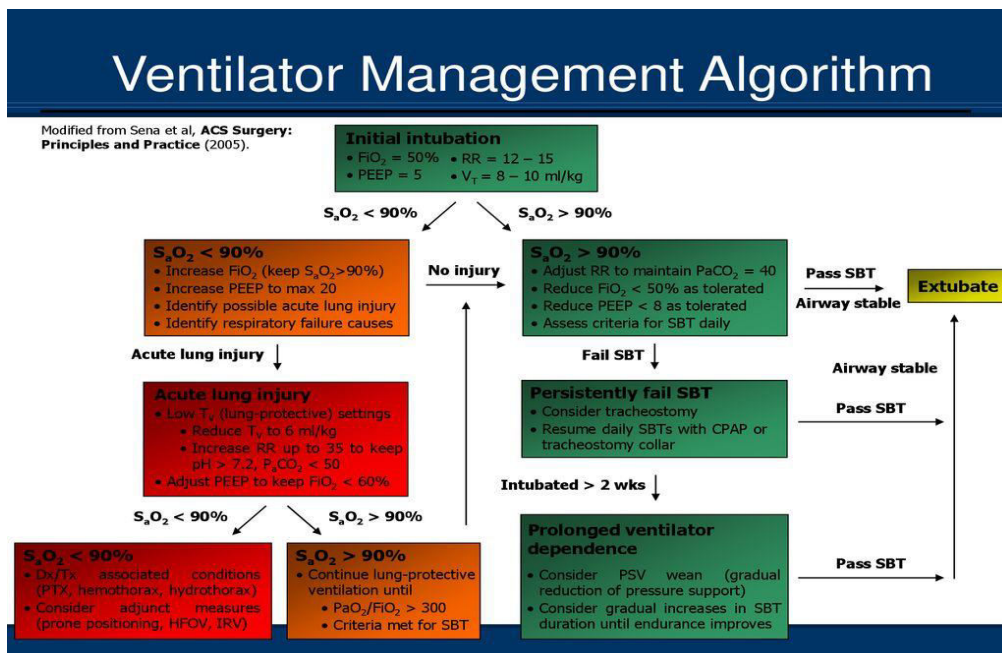 Ventilator Management Algorithm
Modified from Sena et al, ACS Surgery:
Principles and Practice (2005).
Initial intubation
• FiO₂ = 50% • RR = 12 – 15
• PEEP = 5 • V_T = 8 – 10 ml/kg
SₐO₂ < 90%
SₐO₂ > 90%
SₐO₂ < 90%
• Increase FiO₂ (keep SₐO₂>90%)
• Increase PEEP to max 20
• Identify possible acute lung injury
• Identify respiratory failure causes
No injury
SₐO₂ > 90%
• Adjust RR to maintain PaCO₂ = 40
• Reduce FiO₂ < 50% as tolerated
• Reduce PEEP < 8 as tolerated
• Assess criteria for SBT daily
Pass SBT
Airway stable
Extubate
Acute lung injury
Fail SBT
Airway stable
Acute lung injury
• Low T_V (lung-protective) settings
• Reduce T_V to 6 ml/kg
• Increase RR up to 35 to keep
pH > 7.2, PₐCO₂ < 50
• Adjust PEEP to keep FiO₂ < 60%
Persistently fail SBT
• Consider tracheostomy
• Resume daily SBTs with CPAP or
tracheostomy collar
Pass SBT
Intubated > 2 wks
SₐO₂ < 90%
SₐO₂ > 90%
SₐO₂ < 90%
• Dx/Tx associated conditions
(PTX, hemothorax, hydrothorax)
• Consider adjunct measures
(prone positioning, HFOV, IRV)
SₐO₂ > 90%
• Continue lung-protective
ventilation until
• PaO₂/FiO₂ > 300
• Criteria met for SBT
Prolonged ventilator
dependence
• Consider PSV wean (gradual
reduction of pressure support)
• Consider gradual increases in SBT
duration until endurance improves
Pass SBT